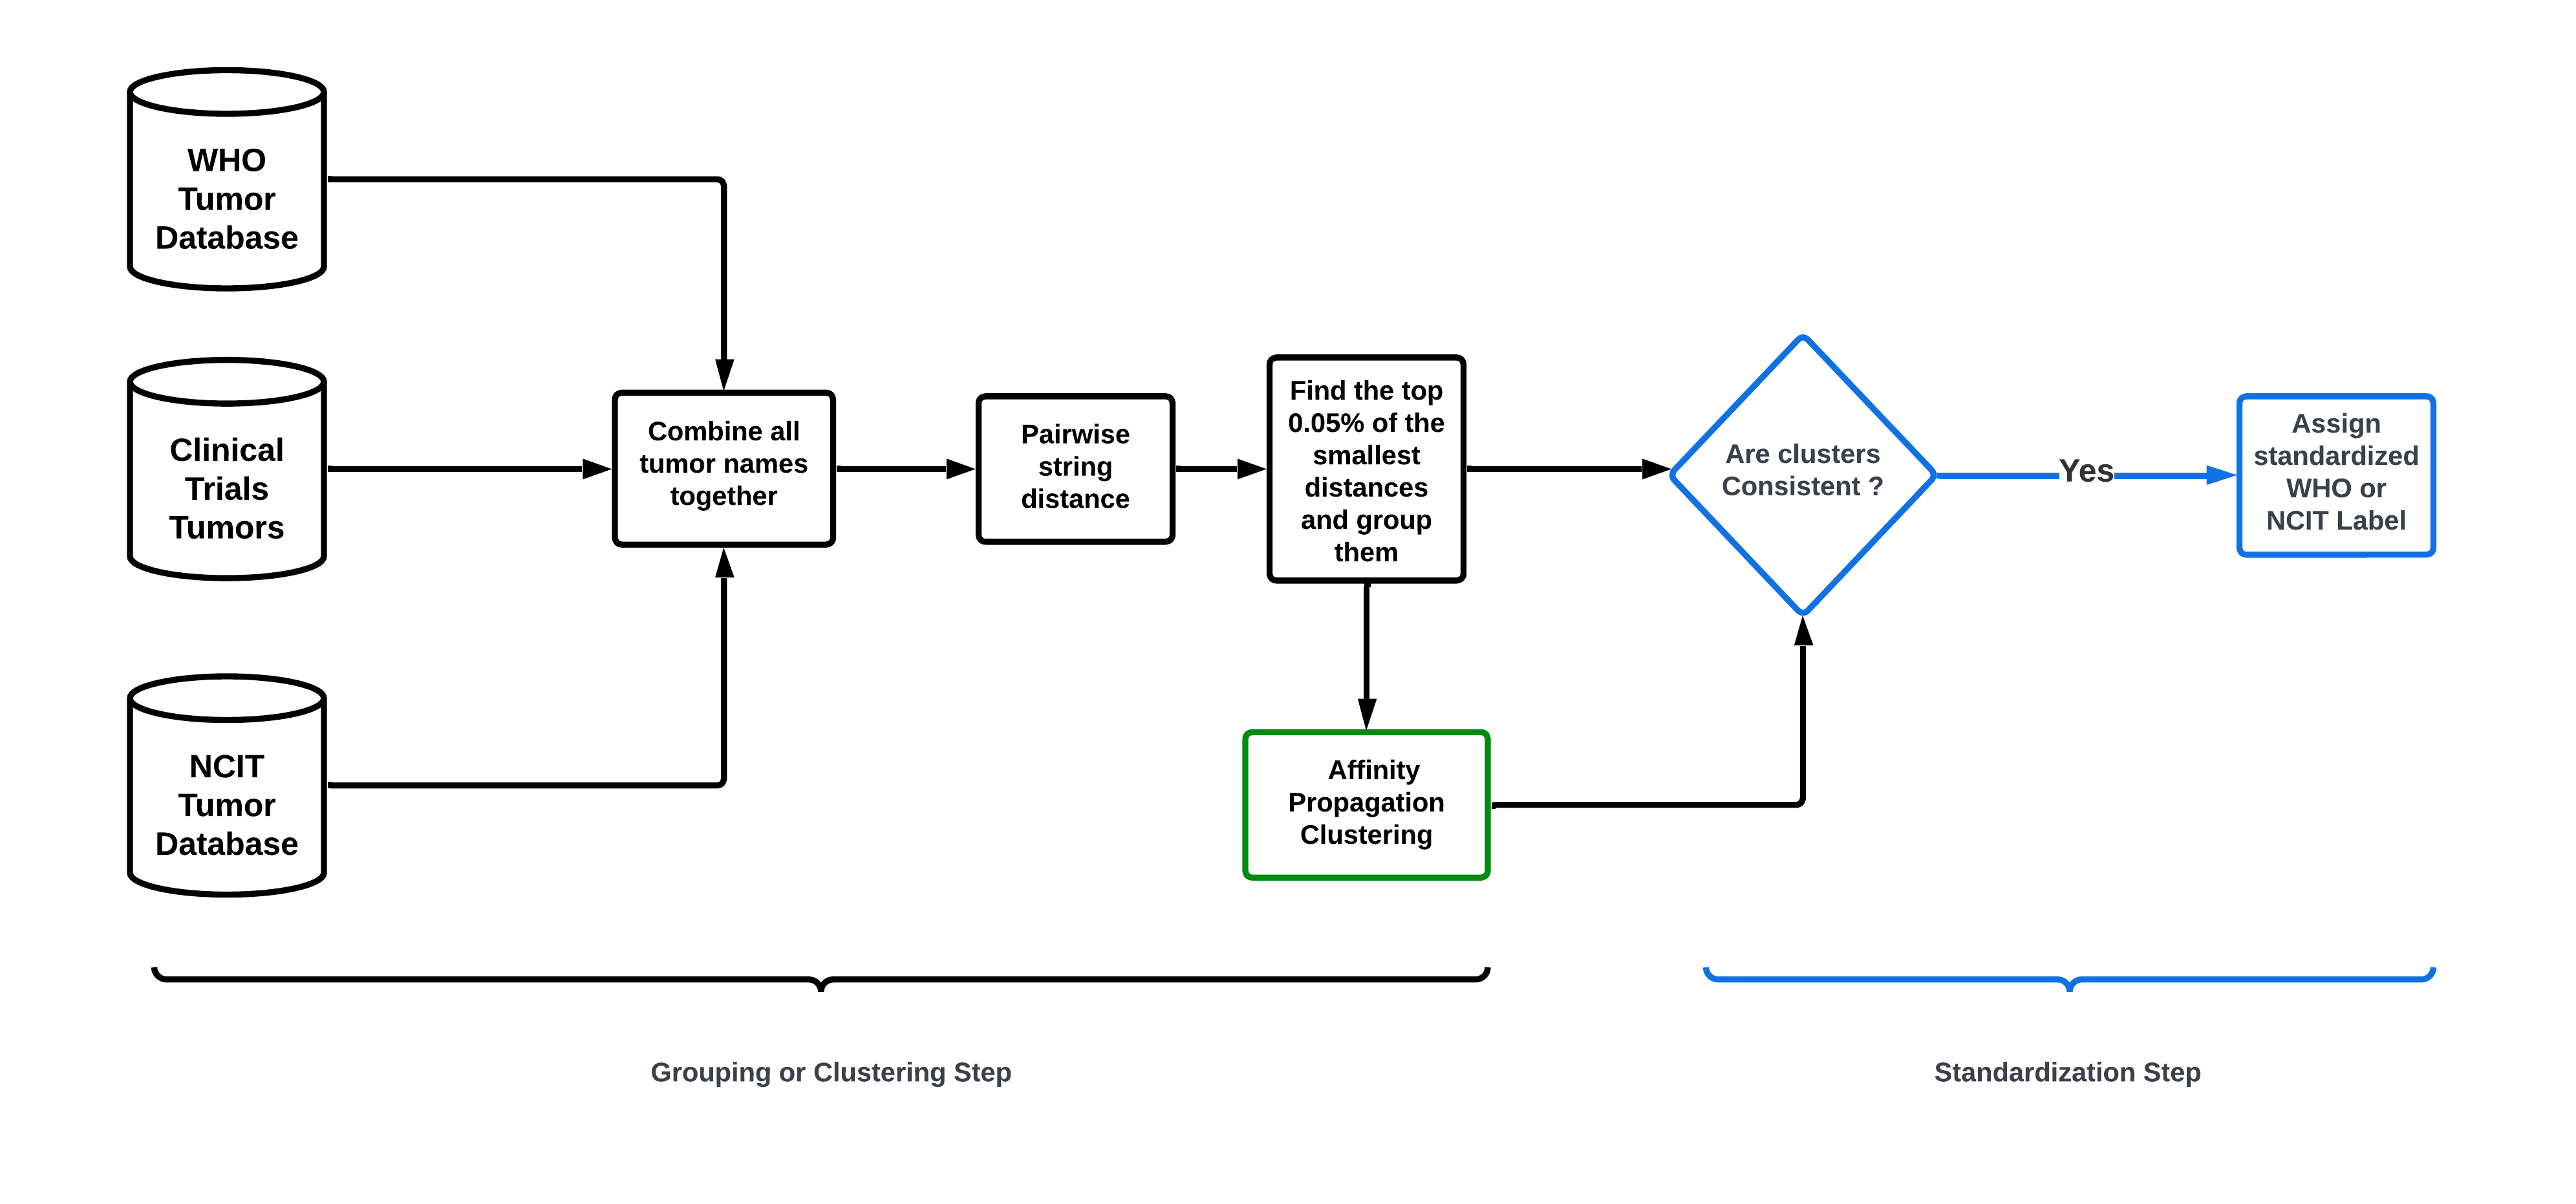 WHO
Tumor
Database
Clinical
Trials
Tumors
NCIT
Tumor
Database
Combine all
tumor names
together
Pairwise
string
distance
Find the top
0.05% of the
smallest
distances
and group
them
Affinity
Propagation
Clustering
Are clusters
Consistent ?
Yes
Assign
standardized
WHO or
NCIT Label
Grouping or Clustering Step
Standardization Step